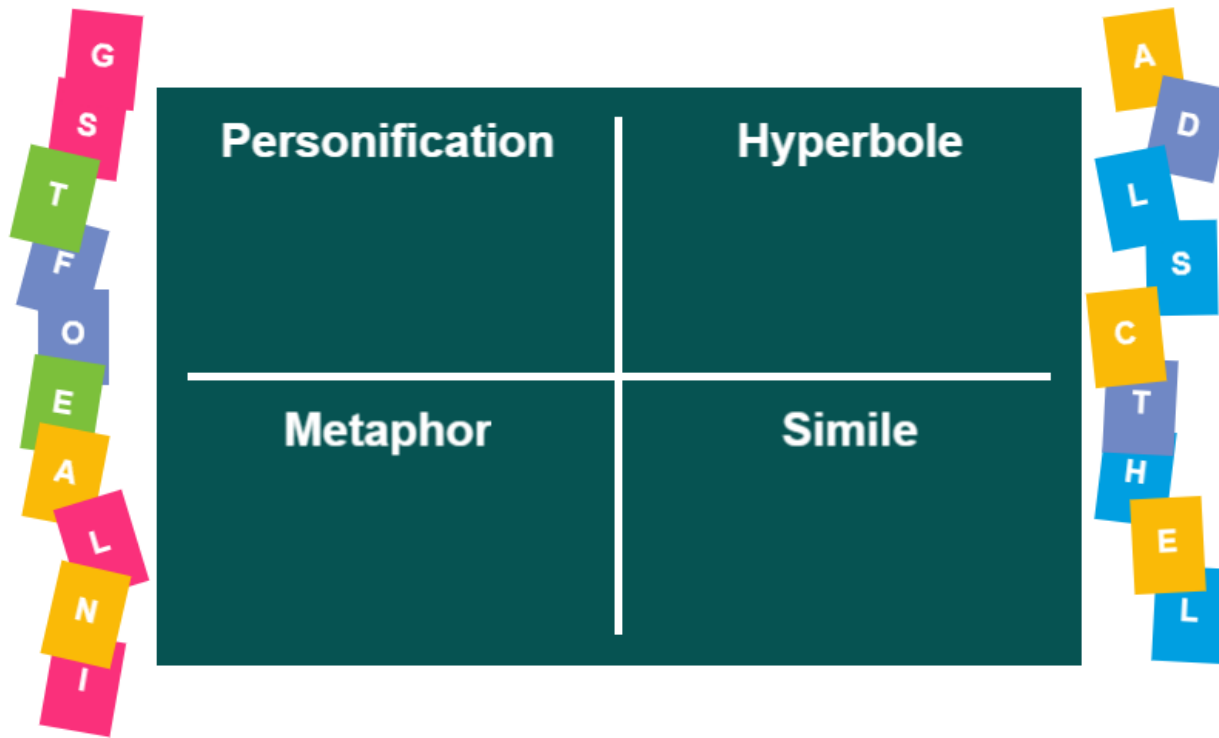 G
S
T
F
O
E
A
L
N
I
Personification
Hyperbole
Metaphor
Simile
A
D
L
S
C
T
H
E
L